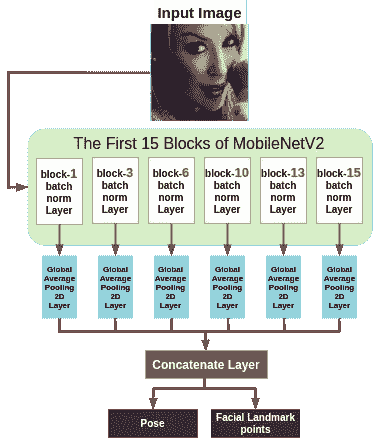 Input Image
The First 15 Blocks of MobileNetV2
block-1
batch
norm
Layer
block-3
batch
norm
Layer
block-6
batch
norm
Layer
block-10
batch
norm
Layer
block-13
batch
norm
Layer
block-15
batch
norm
Layer
Global
Average
Pooling
2D
Layer
Global
Average
Pooling
2D
Layer
Global
Average
Pooling
2D
Layer
Global
Average
Pooling
2D
Layer
Global
Average
Pooling
2D
Layer
Global
Average
Pooling
2D
Layer
Concatenate Layer
Pose
Facial Landmark
points